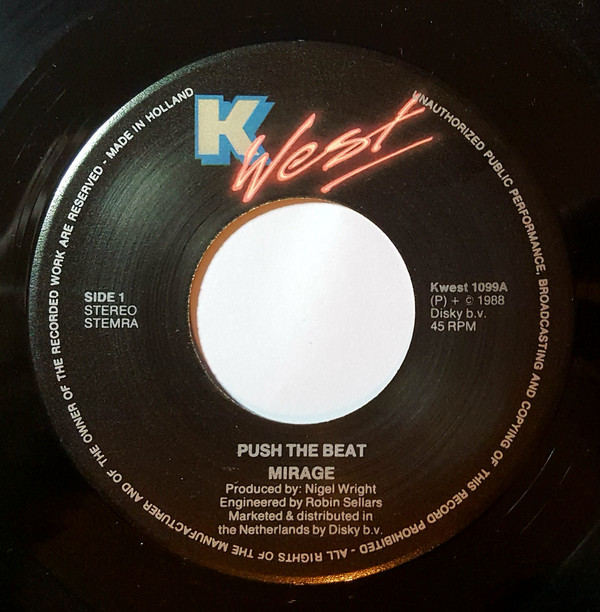 K West
UNAUTHORIZED PUBLIC PERFORMANCE, BROADCASTING AND COPYING OF THIS RECORD PROHIBITED - ALL RIGHTS OF THE MANUFACTURER AND OF THE OWNER OF THE RECORDED WORK ARE RESERVED - MADE IN HOLLAND
SIDE 1
STEREO
STEMRA
Kwest 1099A
(P) + © 1988
Disky b.v.
45 RPM
PUSH THE BEAT
MIRAGE
Produced by: Nigel Wright
Engineered by Robin Sellars
Marketed & distributed in
the Netherlands by Disky b.v.